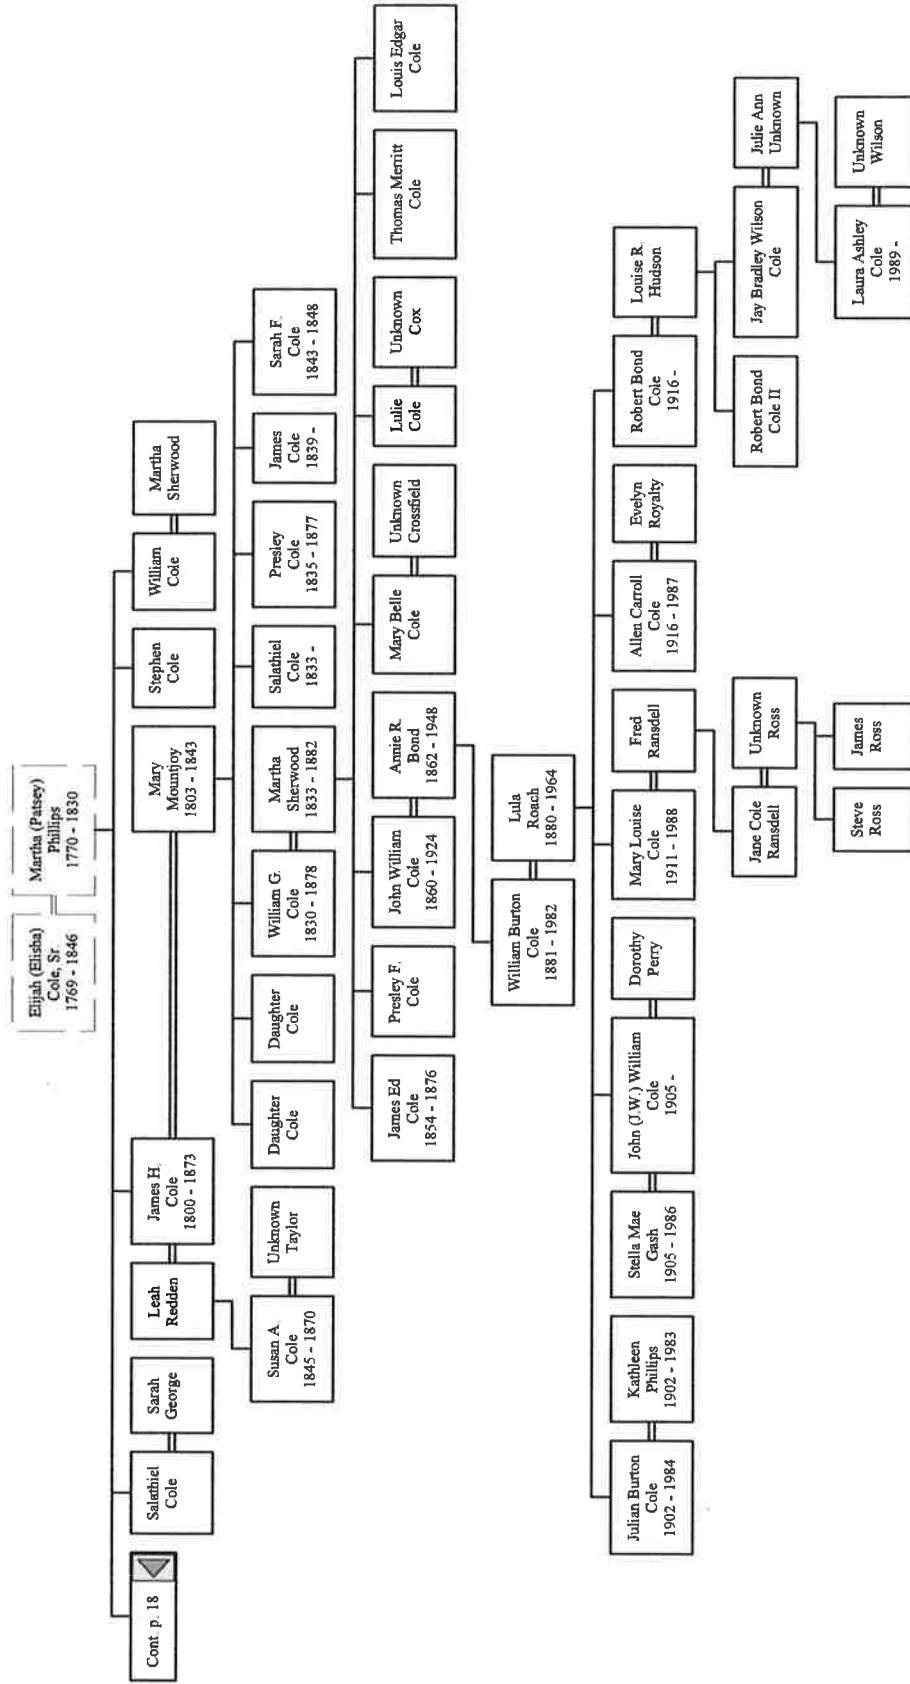 Elijah (Elisha)
Cole, Sr.
1769 - 1846
Martha (Patsey)
Phillips
1770 - 1830
Cont. p. 18
Salathiel
Cole
Sarah
George
Leah
Redden
James H.
Cole
1800 - 1873
Mary
Mountjoy
1803 - 1843
Stephen
Cole
William
Cole
Martha
Sherwood
Susan A.
Cole
1845 - 1870
Unknown
Taylor
Daughter
Cole
Daughter
Cole
William G.
Cole
1830 - 1878
Martha
Sherwood
1833 - 1882
Salathiel
Cole
1833 -
Presley
Cole
1835 - 1877
James
Cole
1839 -
Sarah F.
Cole
1843 - 1848
James Ed
Cole
1854 - 1876
Presley F.
Cole
John William
Cole
1860 - 1924
Annie R.
Bond
1862 - 1948
Mary Belle
Cole
Unknown
Crossfield
Lulie
Cole
Unknown
Cox
Thomas Merritt
Cole
Louis Edgar
Cole
William Burton
Cole
1881 - 1982
Lula
Roach
1880 - 1964
Julian Burton
Cole
1902 - 1984
Kathleen
Phillips
1902 - 1983
Stella Mae
Gash
1905 - 1986
John (J.W.) William
Cole
1905 -
Dorothy
Perry
Mary Louise
Cole
1911 - 1988
Fred
Ransdell
Allen Carroll
Cole
1916 - 1987
Evelyn
Royalty
Robert Bond
Cole
1916 -
Louise R.
Hudson
Jane Cole
Ransdell
Unknown
Ross
Robert Bond
Cole II
Jay Bradley Wilson
Cole
Julie Ann
Unknown
Steve
Ross
James
Ross
Laura Ashley
Cole
1989 -
Unknown
Wilson